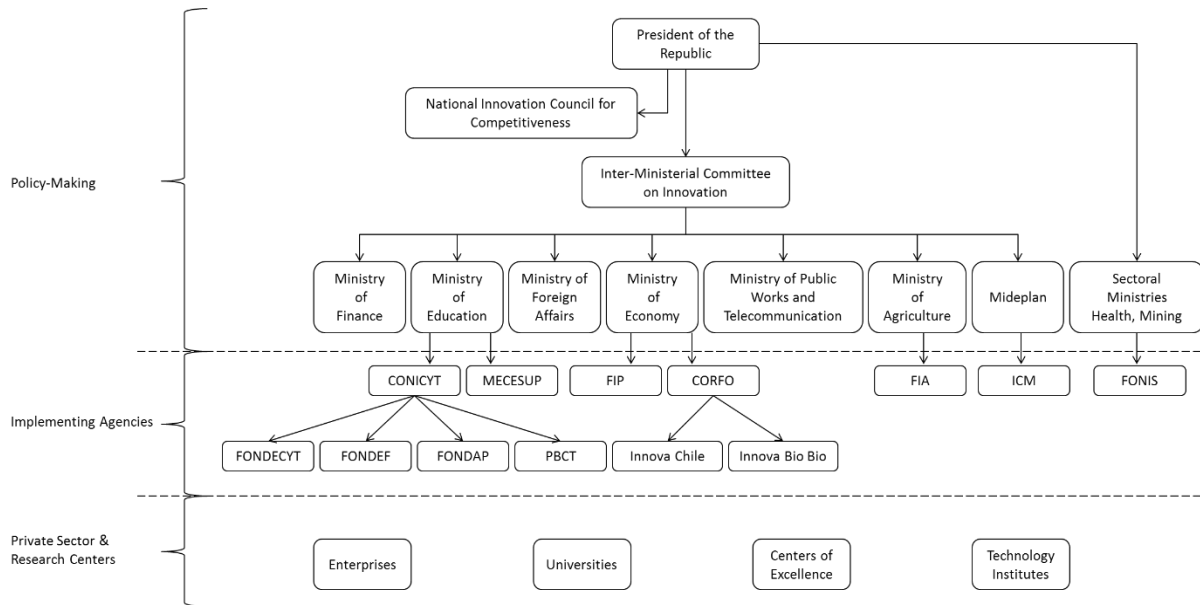 President of the
Republic
National Innovation Council for
Competitiveness
Policy-Making
Inter-Ministerial Committee
on Innovation
Ministry
of
Finance
Ministry
of
Education
Ministry of
Foreign
Affairs
Ministry
of
Economy
Ministry of Public
Works and
Telecommunication
Ministry
of
Agriculture
Mideplan
Sectoral
Ministries
Health, Mining
Implementing Agencies
CONICYT
MECESUP
FIP
CORFO
FIA
ICM
FONIS
FONDECYT
FONDEF
FONDAP
PBCT
Innova Chile
Innova Bio Bio
Private Sector &
Research Centers
Enterprises
Universities
Centers of
Excellence
Technology
Institutes